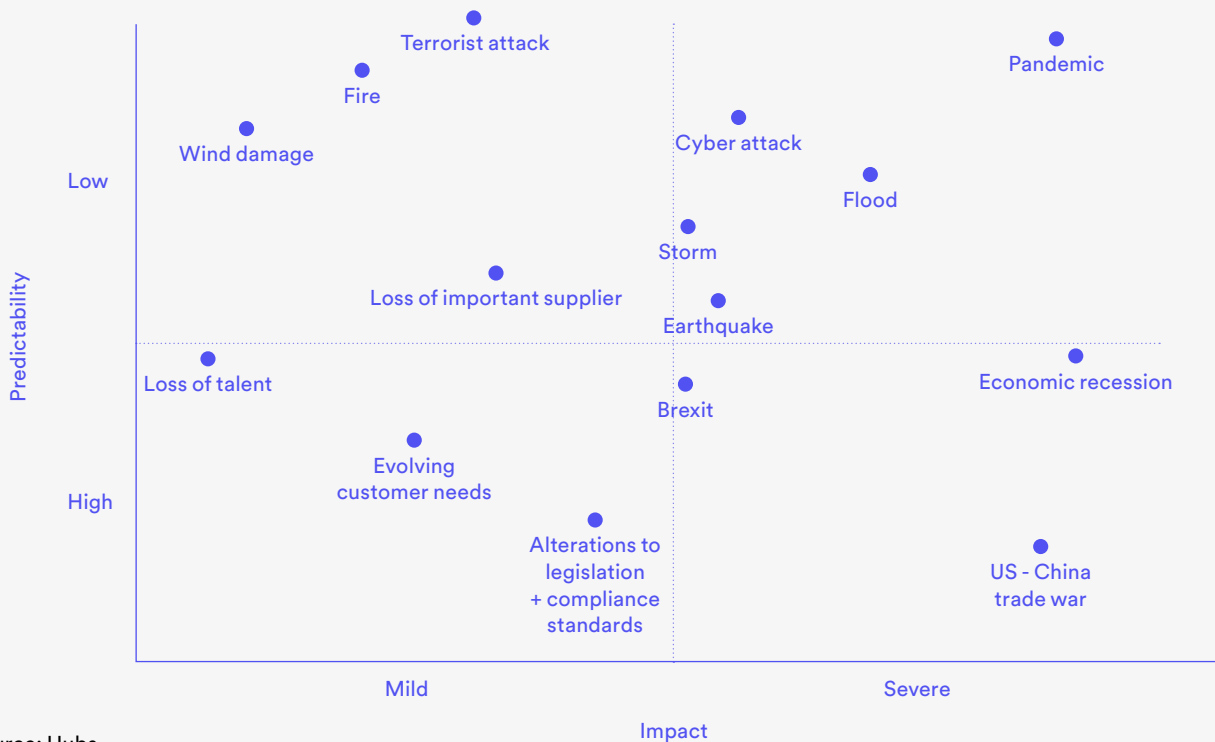 Terrorist attack
Pandemic
Fire
Cyber attack
Wind damage
Low
Flood
Storm
Loss of important supplier
Earthquake
Predictability
Loss of talent
Economic recession
Brexit
Evolving
customer needs
High
Alterations to
legislation
+ compliance
standards
US - China
trade war
Mild
Severe
Impact